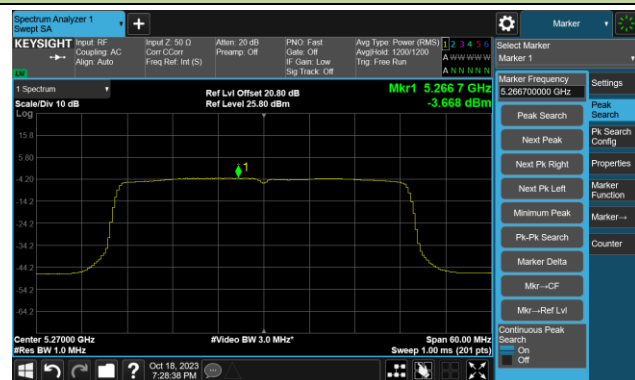 Spectrum Analyzer 1
Swept SA
Marker
KEYSIGHT
Input: RF
Coupling: AC
Align: Auto
Input Z: 50 Ω
Corr CCorr
Freq Ref: Int (S)
Atten: 20 dB
Preamp: Off
PNO: Fast
Gate: Off
IF Gain: Low
Sig Track: Off
Avg Type: Power (RMS)
Avg|Hold: 1200/1200
Trig: Free Run
1 2 3 4 5 6
A W W W W W
A N N N N N
Select Marker
Marker 1
1 Spectrum
Scale/Div 10 dB
Log
Ref Lvl Offset 20.80 dB
Ref Level 25.80 dBm
Mkr1 5.266 7 GHz
-3.668 dBm
15.8
5.80
-4.20
-14.2
-24.2
-34.2
-44.2
-54.2
-64.2
1
Center 5.27000 GHz
#Res BW 1.0 MHz
#Video BW 3.0 MHz*
Span 60.00 MHz
Sweep 1.00 ms (201 pts)
Marker Frequency
5.266700000 GHz
Peak Search
Next Peak
Next Pk Right
Next Pk Left
Minimum Peak
Pk-Pk Search
Marker Delta
Mkr→CF
Mkr→Ref Lvl
Continuous Peak
Search
On
Off
Settings
Peak
Search
Pk Search
Config
Properties
Marker
Function
Marker→
Counter
Oct 18, 2023
7:28:38 PM